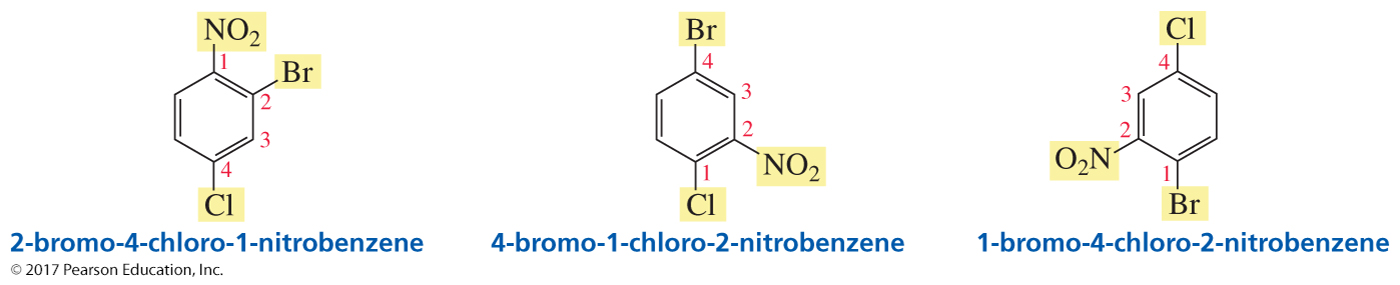 NO2
1
Br
2
3
4
Cl
2-bromo-4-chloro-1-nitrobenzene
Br
4
3
2
NO2
1
Cl
4-bromo-1-chloro-2-nitrobenzene
Cl
4
3
2
O2N
1
Br
1-bromo-4-chloro-2-nitrobenzene
© 2017 Pearson Education, Inc.